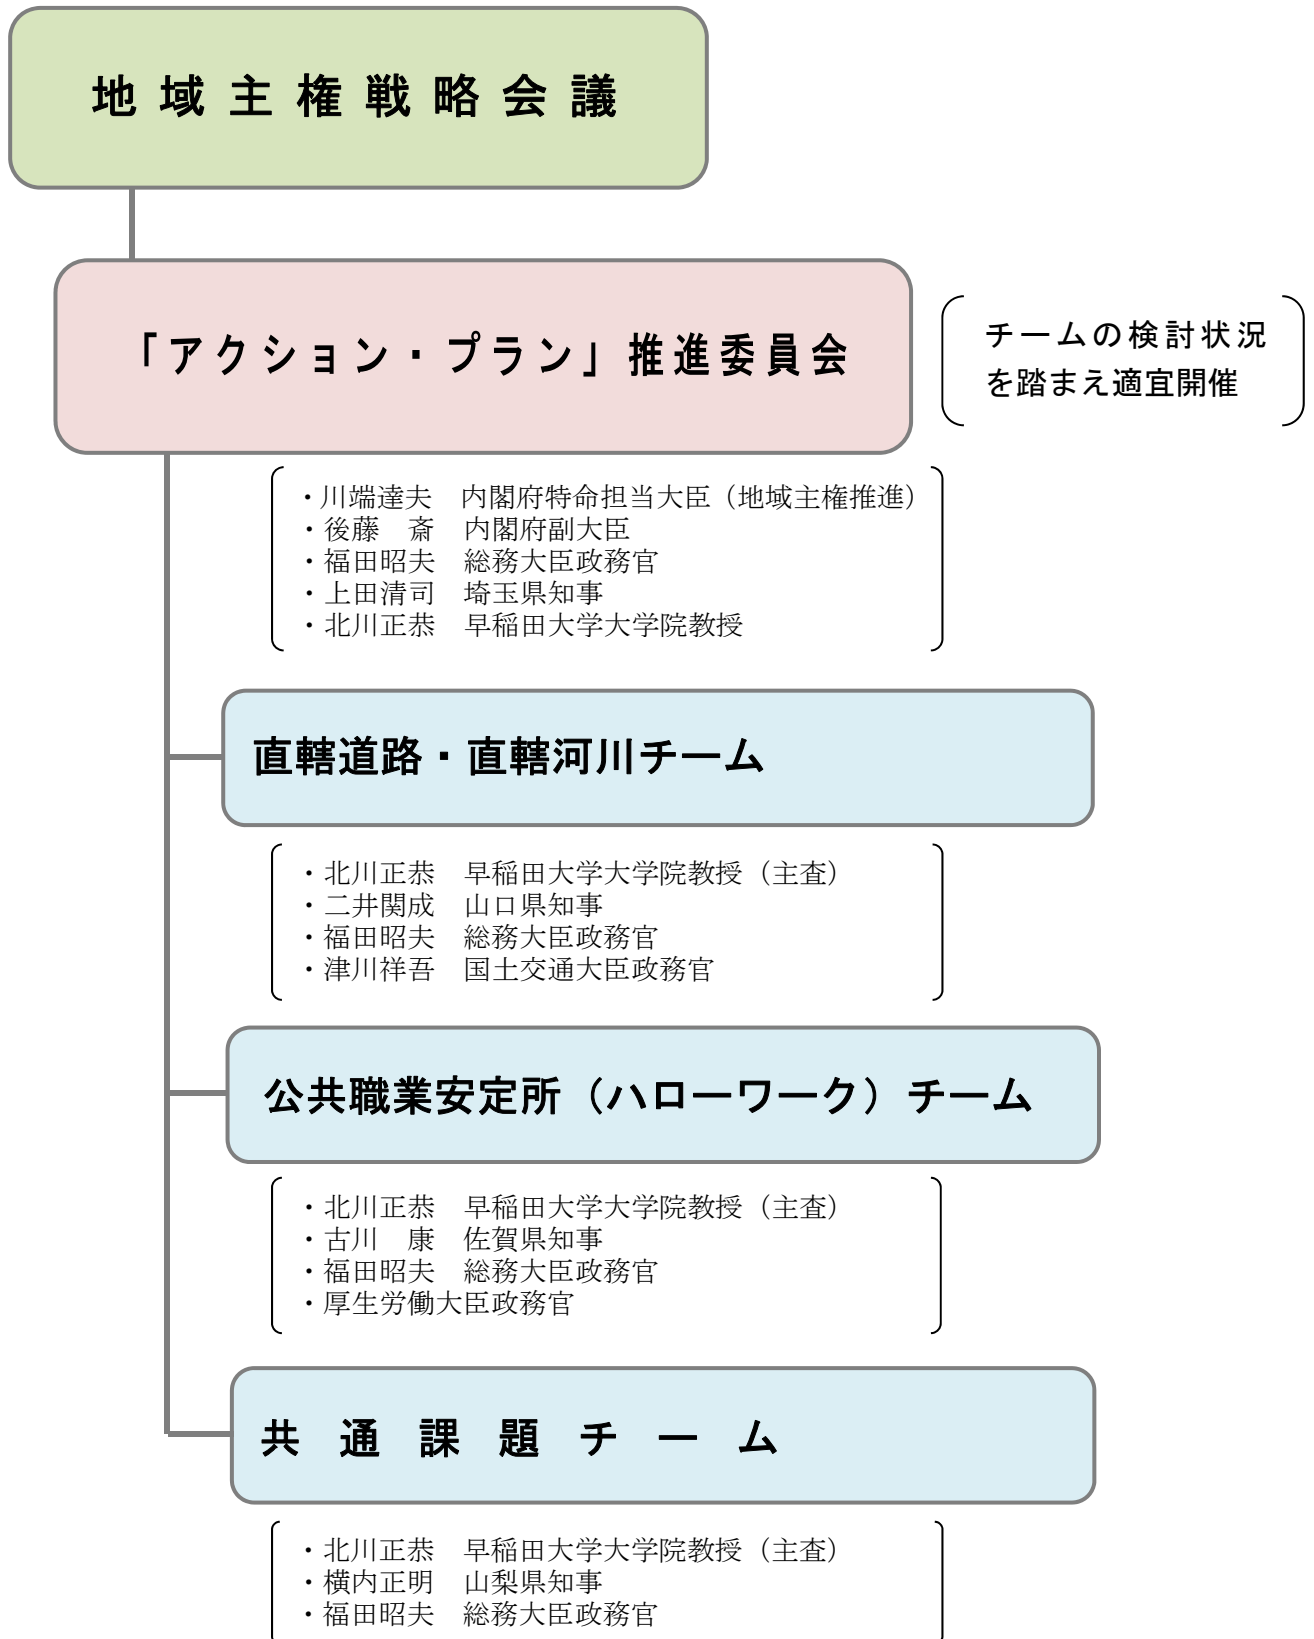 地域主権戦略会議
「アクション・プラン」推進委員会
チームの検討状況
を踏まえ適宜開催
・川端達夫　内閣府特命担当大臣（地域主権推進）
・後藤　斎　内閣府副大臣
・福田昭夫　総務大臣政務官
・上田清司　埼玉県知事
・北川正恭　早稲田大学大学院教授
直轄道路・直轄河川チーム
・北川正恭　早稲田大学大学院教授（主査）
・二井関成　山口県知事
・福田昭夫　総務大臣政務官
・津川祥吾　国土交通大臣政務官
公共職業安定所（ハローワーク）チーム
・北川正恭　早稲田大学大学院教授（主査）
・古川　康　佐賀県知事
・福田昭夫　総務大臣政務官
・厚生労働大臣政務官
共通課題チーム
・北川正恭　早稲田大学大学院教授（主査）
・横内正明　山梨県知事
・福田昭夫　総務大臣政務官